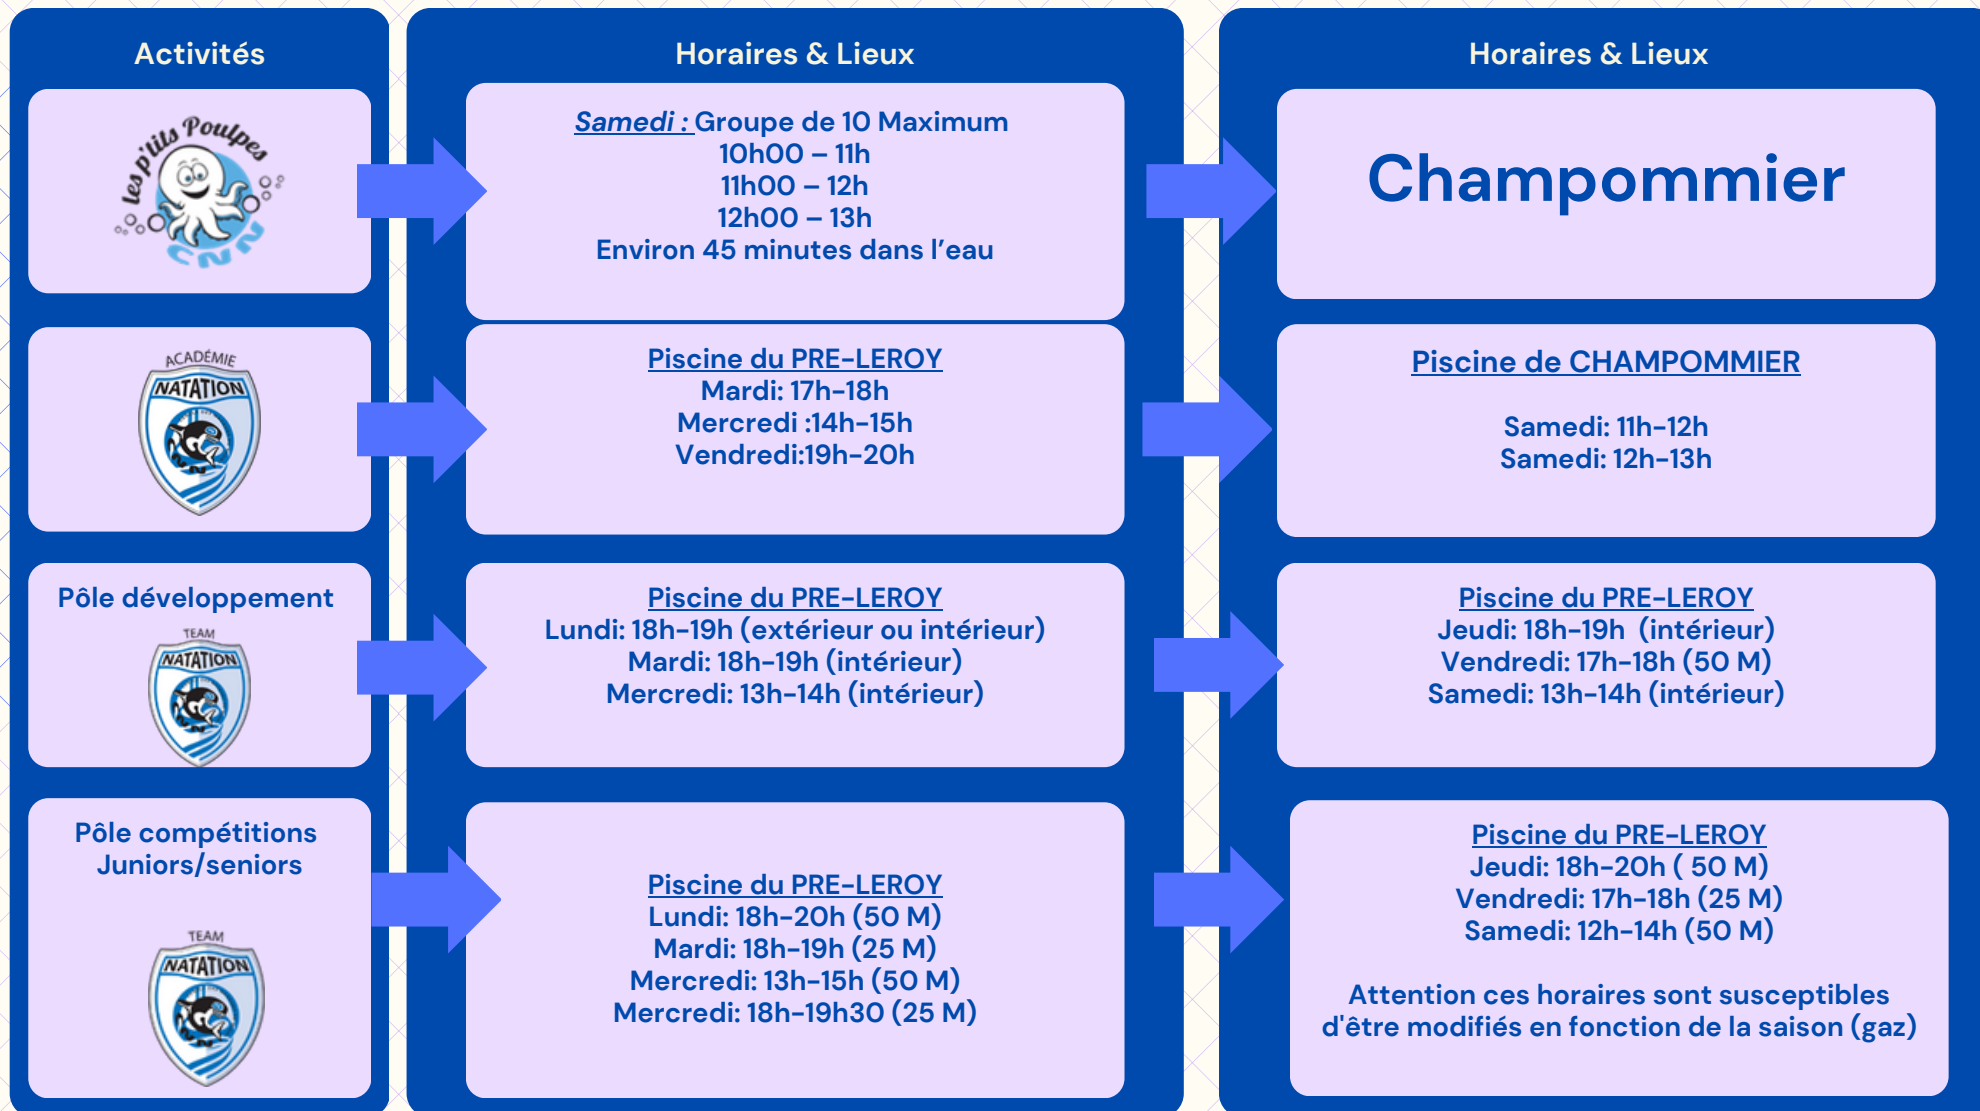 Activités
Horaires & Lieux
Horaires & Lieux
Les p'tits Poulpes
CNN
Samedi : Groupe de 10 Maximum
10h00 – 11h
11h00 – 12h
12h00 – 13h
Environ 45 minutes dans l’eau
Champommier
ACADÉMIE
NATATION
CNN
Piscine du PRE-LEROY
Mardi: 17h-18h
Mercredi :14h-15h
Vendredi:19h-20h
Piscine de CHAMPOMMIER
Samedi: 11h-12h
Samedi: 12h-13h
Pôle développement
TEAM
NATATION
CNN
Piscine du PRE-LEROY
Lundi: 18h-19h (extérieur ou intérieur)
Mardi: 18h-19h (intérieur)
Mercredi: 13h-14h (intérieur)
Piscine du PRE-LEROY
Jeudi: 18h-19h (intérieur)
Vendredi: 17h-18h (50 M)
Samedi: 13h-14h (intérieur)
Pôle compétitions
Juniors/seniors
TEAM
NATATION
CNN
Piscine du PRE-LEROY
Lundi: 18h-20h (50 M)
Mardi: 18h-19h (25 M)
Mercredi: 13h-15h (50 M)
Mercredi: 18h-19h30 (25 M)
Piscine du PRE-LEROY
Jeudi: 18h-20h ( 50 M)
Vendredi: 17h-18h (25 M)
Samedi: 12h-14h (50 M)
Attention ces horaires sont susceptibles
d'être modifiés en fonction de la saison (gaz)